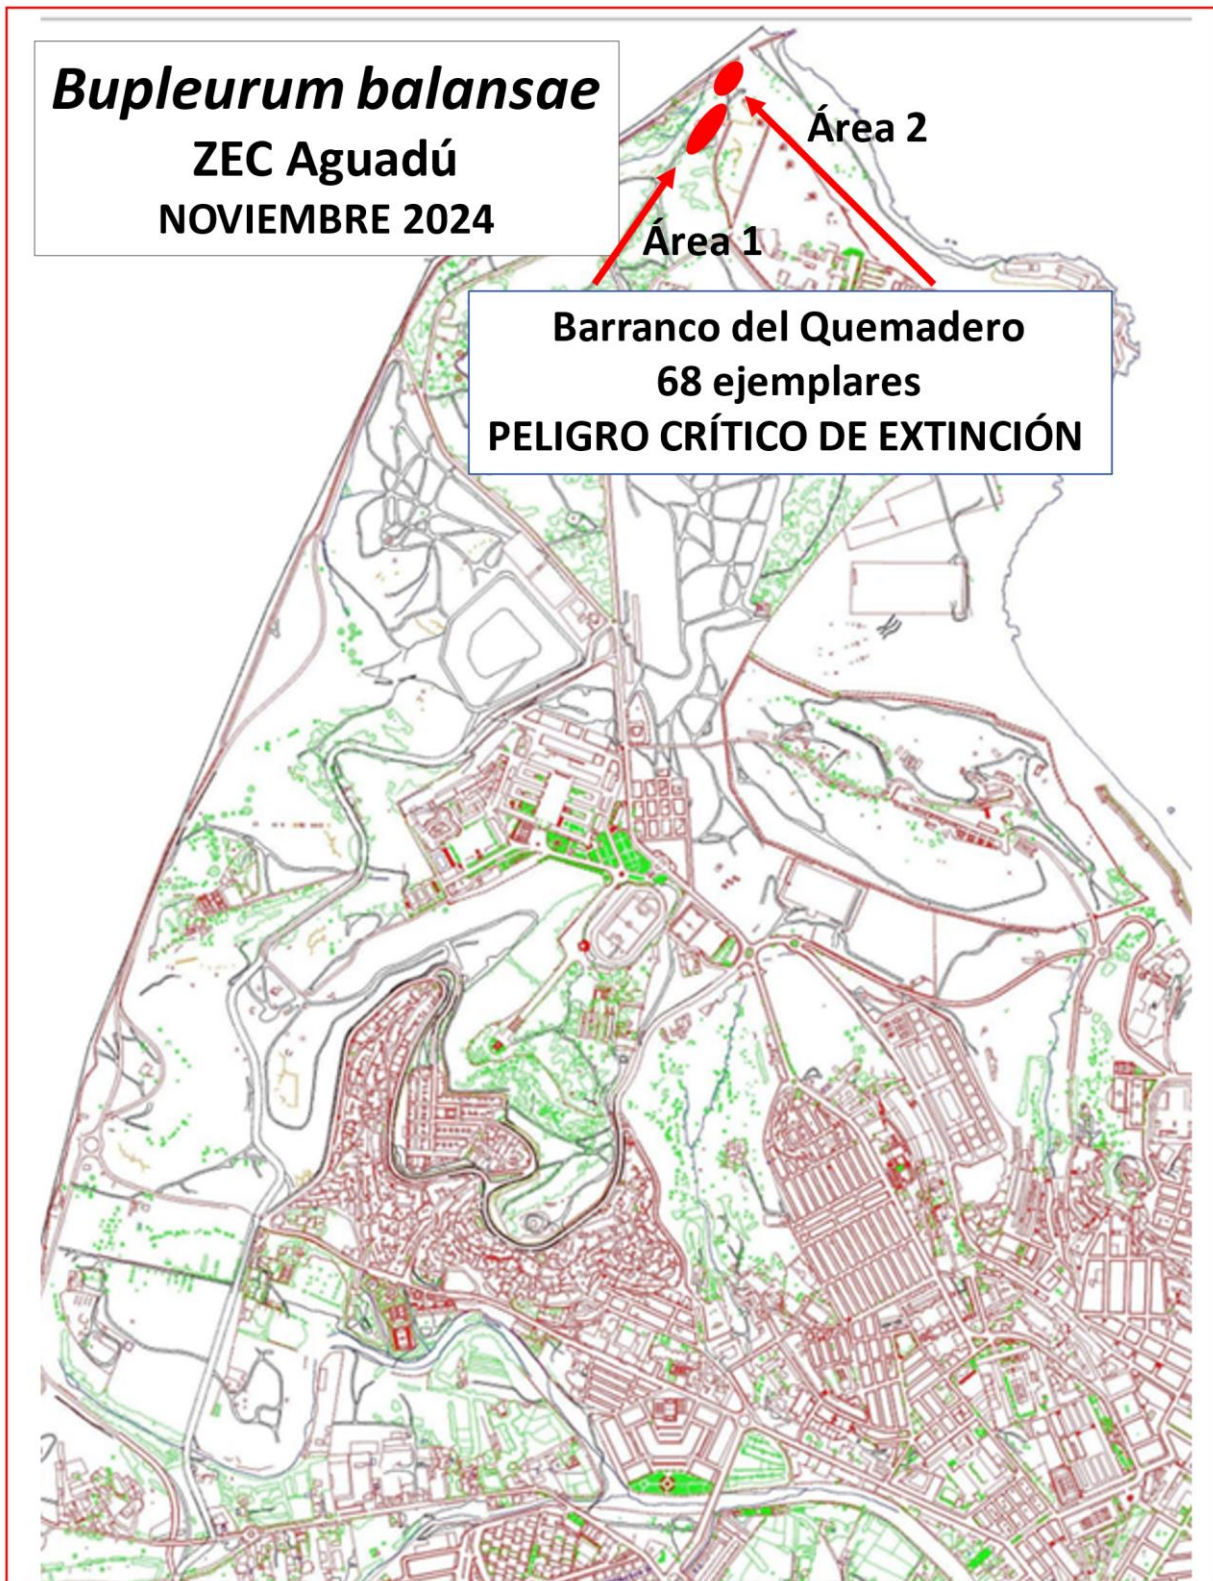 Bupleurum balansae
ZEC Aguadú
NOVIEMBRE 2024
Área 2
Área 1
Barranco del Quemadero
68 ejemplares
PELIGRO CRÍTICO DE EXTINCIÓN